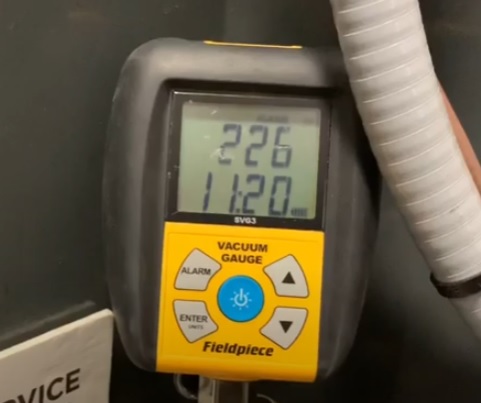 226
11:20
SVG3
VACUUM
GAUGE
ALARM
ENTER
UNITS
Fieldpiece
VICE